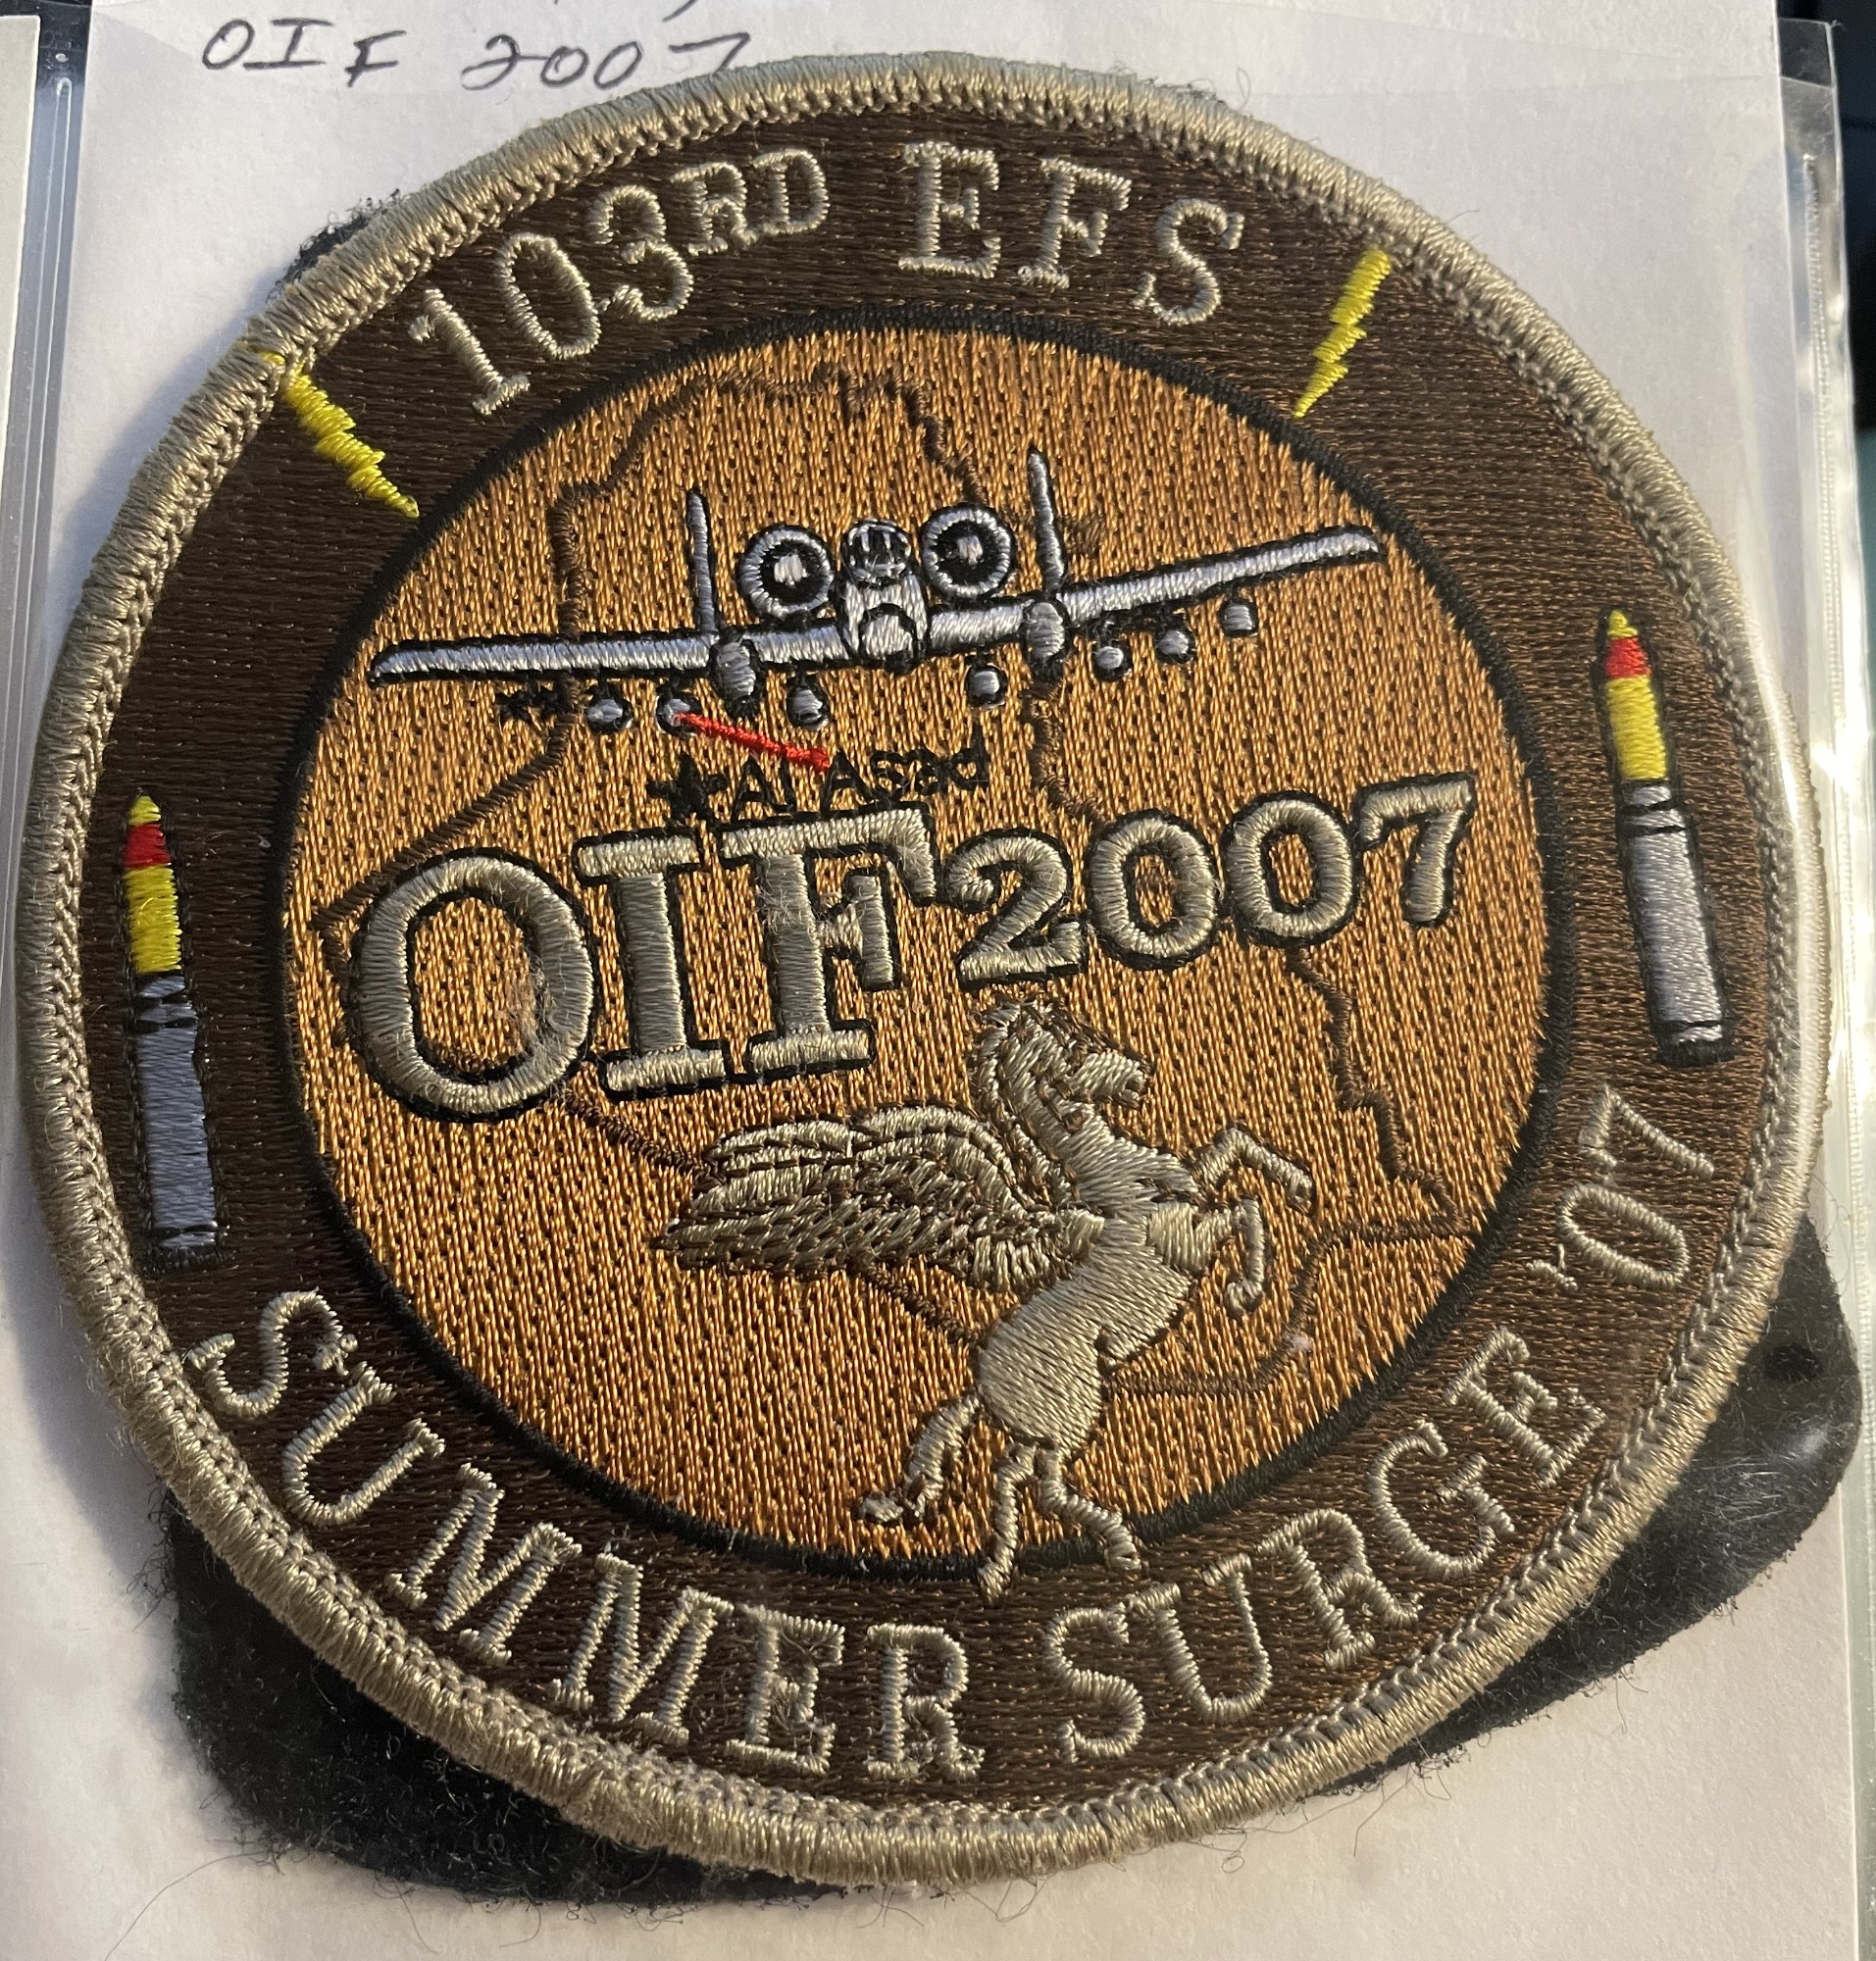 OIF 2007
103RD EFS
Al Asad
OIF 2007
SUMMER SURGE '07